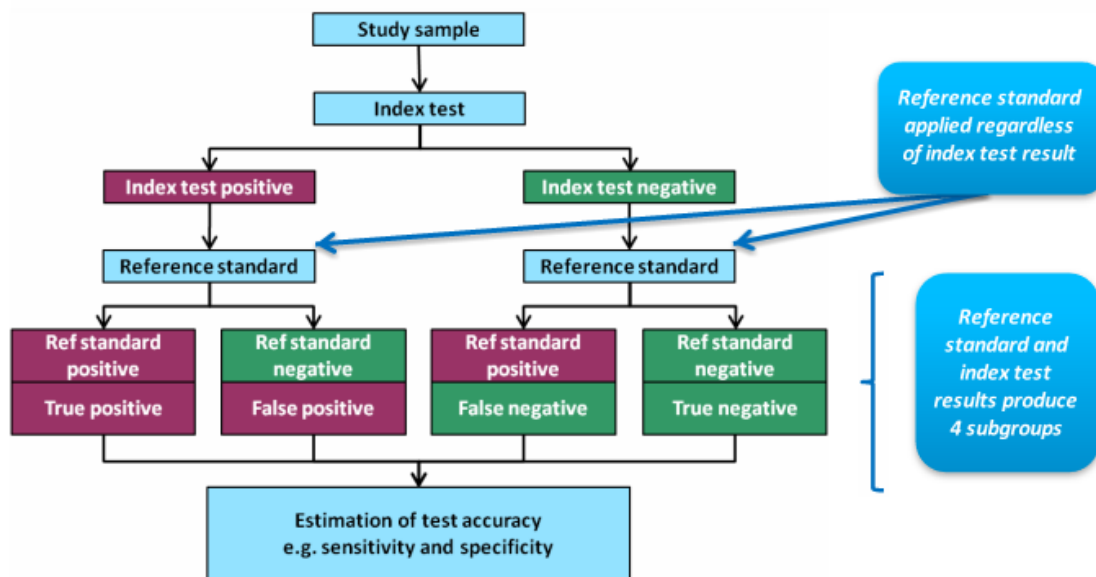 Study sample
Index test
Reference standard
applied regardless
of index test result
Index test positive
Index test negative
Reference standard
Reference standard
Ref standard
positive
True positive
Ref standard
negative
False positive
Ref standard
positive
False negative
Ref standard
negative
True negative
Reference
standard and
index test
results produce
4 subgroups
Estimation of test accuracy
e.g. sensitivity and specificity